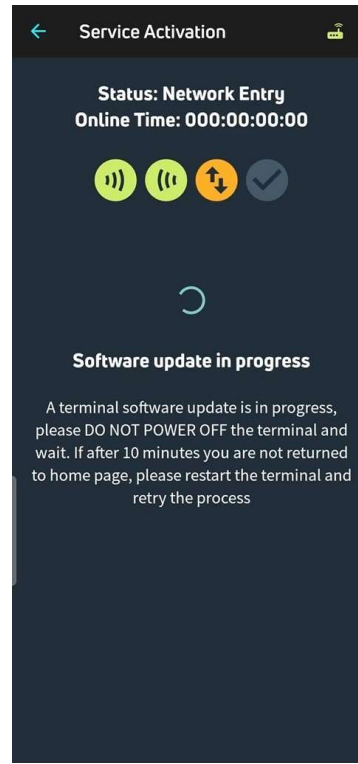 Service Activation
Status: Network Entry
Online Time: 000:00:00:00
Software update in progress
A terminal software update is in progress,
please DO NOT POWER OFF the terminal and
wait. If after 10 minutes you are not returned
to home page, please restart the terminal and
retry the process